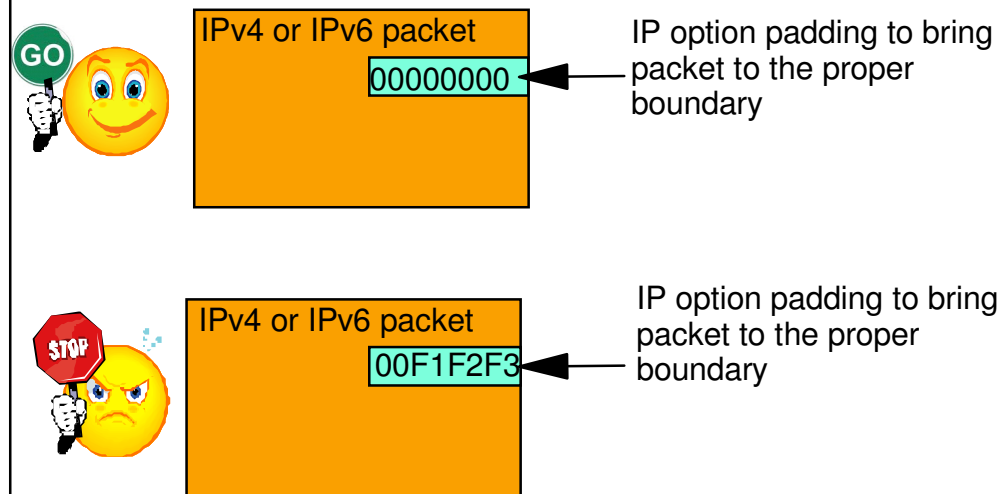 GO
IPv4 or IPv6 packet
00000000
IP option padding to bring
packet to the proper
boundary
STOP
IPv4 or IPv6 packet
00F1F2F3
IP option padding to bring
packet to the proper
boundary